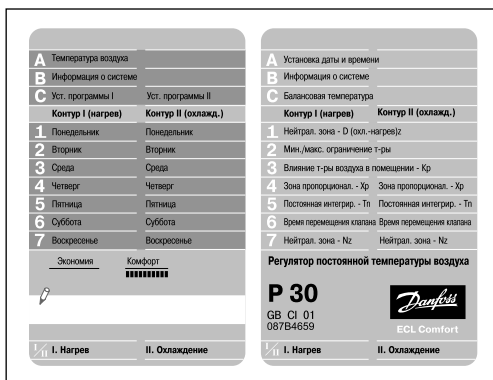 A Температура воздуха
B Информация о системе
C Уст. программы I Уст. программы II
Контур I (нагрев) Контур II (охлажд.)
1 Понедельник Понедельник
2 Вторник Вторник
3 Среда Среда
4 Четверг Четверг
5 Пятница Пятница
6 Суббота Суббота
7 Воскресенье Воскресенье
Экономия Комфорт
I/II I. Нагрев II. Охлаждение
A Установка даты и времени
B Информация о системе
C Балансовая температура
Контур I (нагрев) Контур II (охлажд.)
1 Нейтрал. зона - D (охл.-нагрев)z
2 Мин./макс. ограничение т-ры
3 Влияние т-ры воздуха в помещении - Кр
4 Зона пропорционал. - Хр Зона пропорционал. - Хр
5 Постоянная интегрир. - Tn Постоянная интегрир. - Tn
6 Время перемещения клапана Время перемещения клапана
7 Нейтрал. зона - Nz Нейтрал. зона - Nz
Регулятор постоянной температуры воздуха
P 30
GB CI 01
087B4659
Danfoss
ECL Comfort
I/II I. Нагрев II. Охлаждение